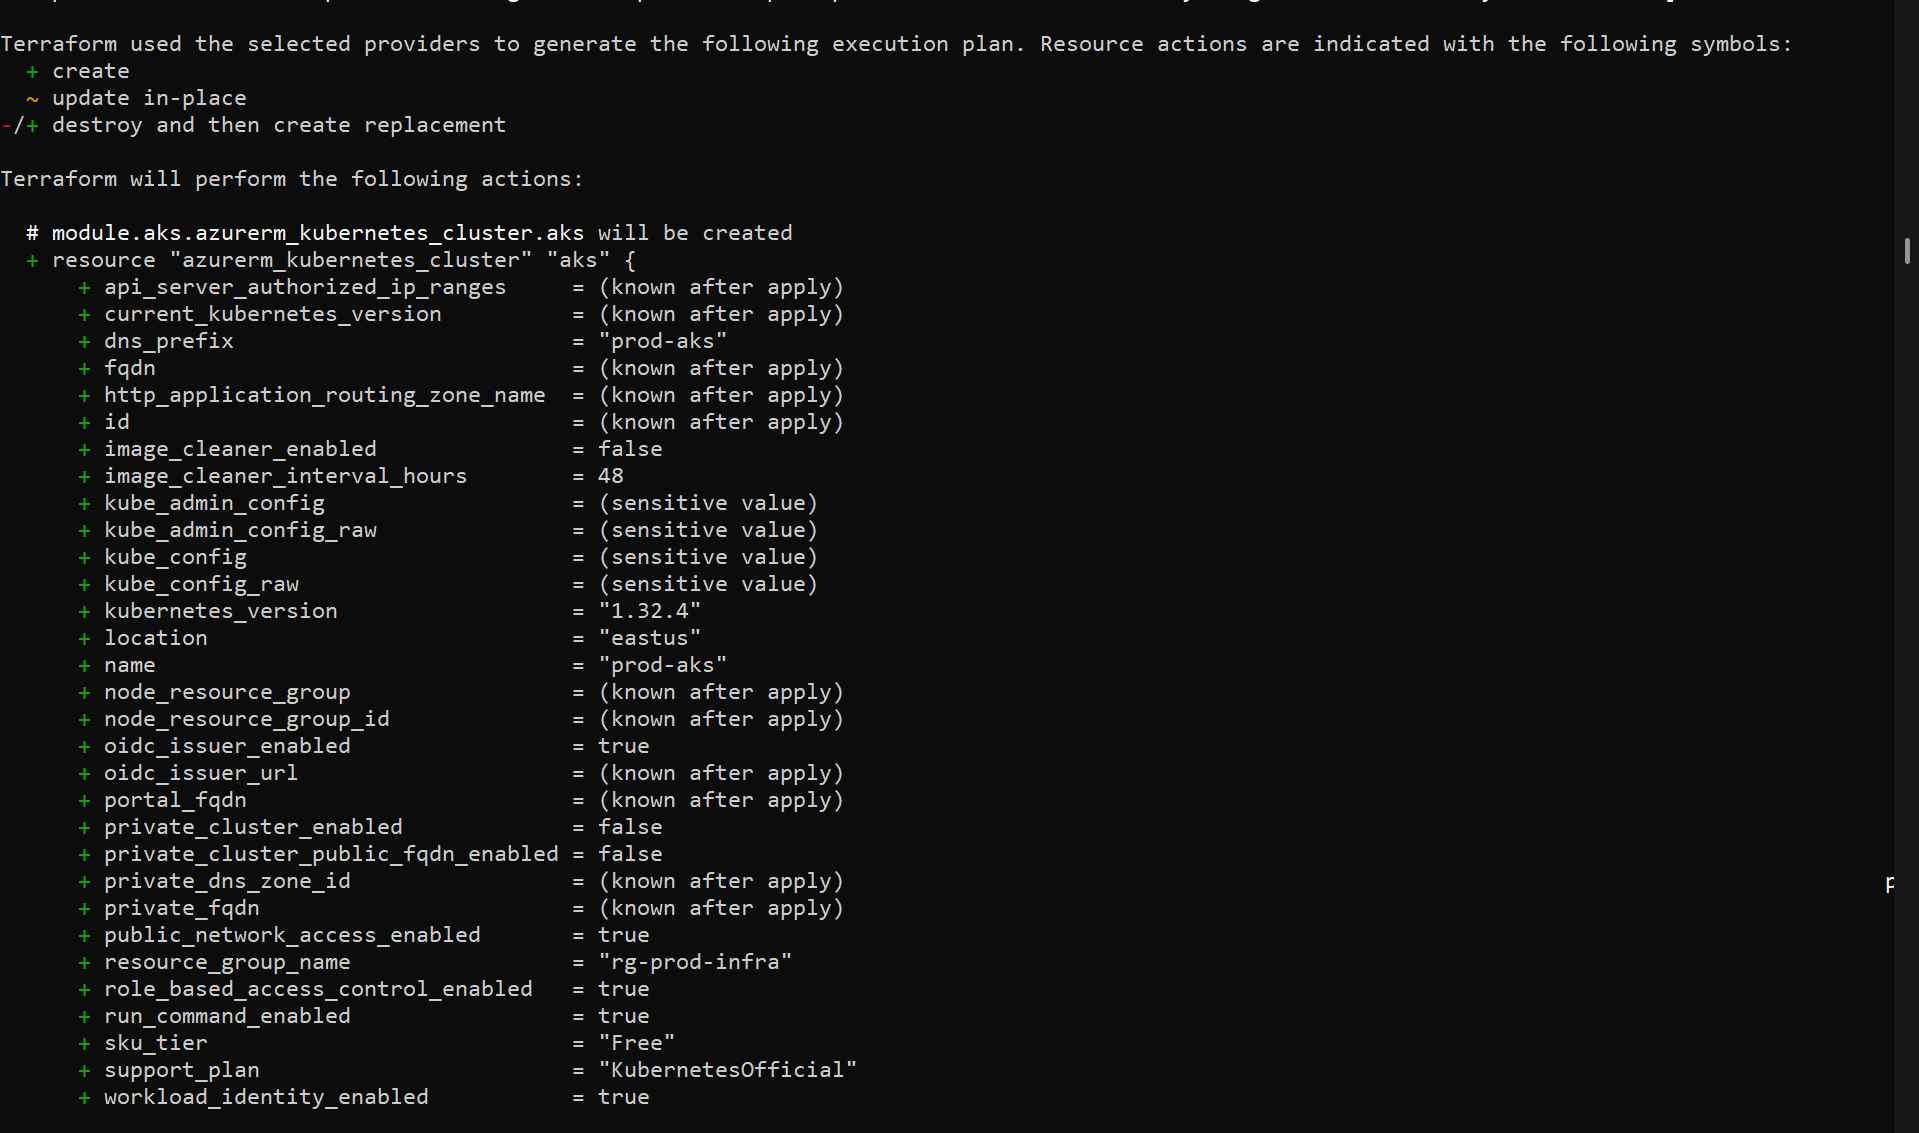 Terraform used the selected providers to generate the following execution plan. Resource actions are indicated with the following symbols:
  + create
  ~ update in-place
-/+ destroy and then create replacement

Terraform will perform the following actions:

  # module.aks.azurerm_kubernetes_cluster.aks will be created
  + resource "azurerm_kubernetes_cluster" "aks" {
      + api_server_authorized_ip_ranges     = (known after apply)
      + current_kubernetes_version          = (known after apply)
      + dns_prefix                          = "prod-aks"
      + fqdn                                = (known after apply)
      + http_application_routing_zone_name  = (known after apply)
      + id                                  = (known after apply)
      + image_cleaner_enabled               = false
      + image_cleaner_interval_hours        = 48
      + kube_admin_config                   = (sensitive value)
      + kube_admin_config_raw               = (sensitive value)
      + kube_config                         = (sensitive value)
      + kube_config_raw                     = (sensitive value)
      + kubernetes_version                  = "1.32.4"
      + location                            = "eastus"
      + name                                = "prod-aks"
      + node_resource_group                 = (known after apply)
      + node_resource_group_id              = (known after apply)
      + oidc_issuer_enabled                 = true
      + oidc_issuer_url                     = (known after apply)
      + portal_fqdn                         = (known after apply)
      + private_cluster_enabled             = false
      + private_cluster_public_fqdn_enabled = false
      + private_dns_zone_id                 = (known after apply)
      + private_fqdn                        = (known after apply)
      + public_network_access_enabled       = true
      + resource_group_name                 = "rg-prod-infra"
      + role_based_access_control_enabled   = true
      + run_command_enabled                 = true
      + sku_tier                            = "Free"
      + support_plan                        = "KubernetesOfficial"
      + workload_identity_enabled           = true